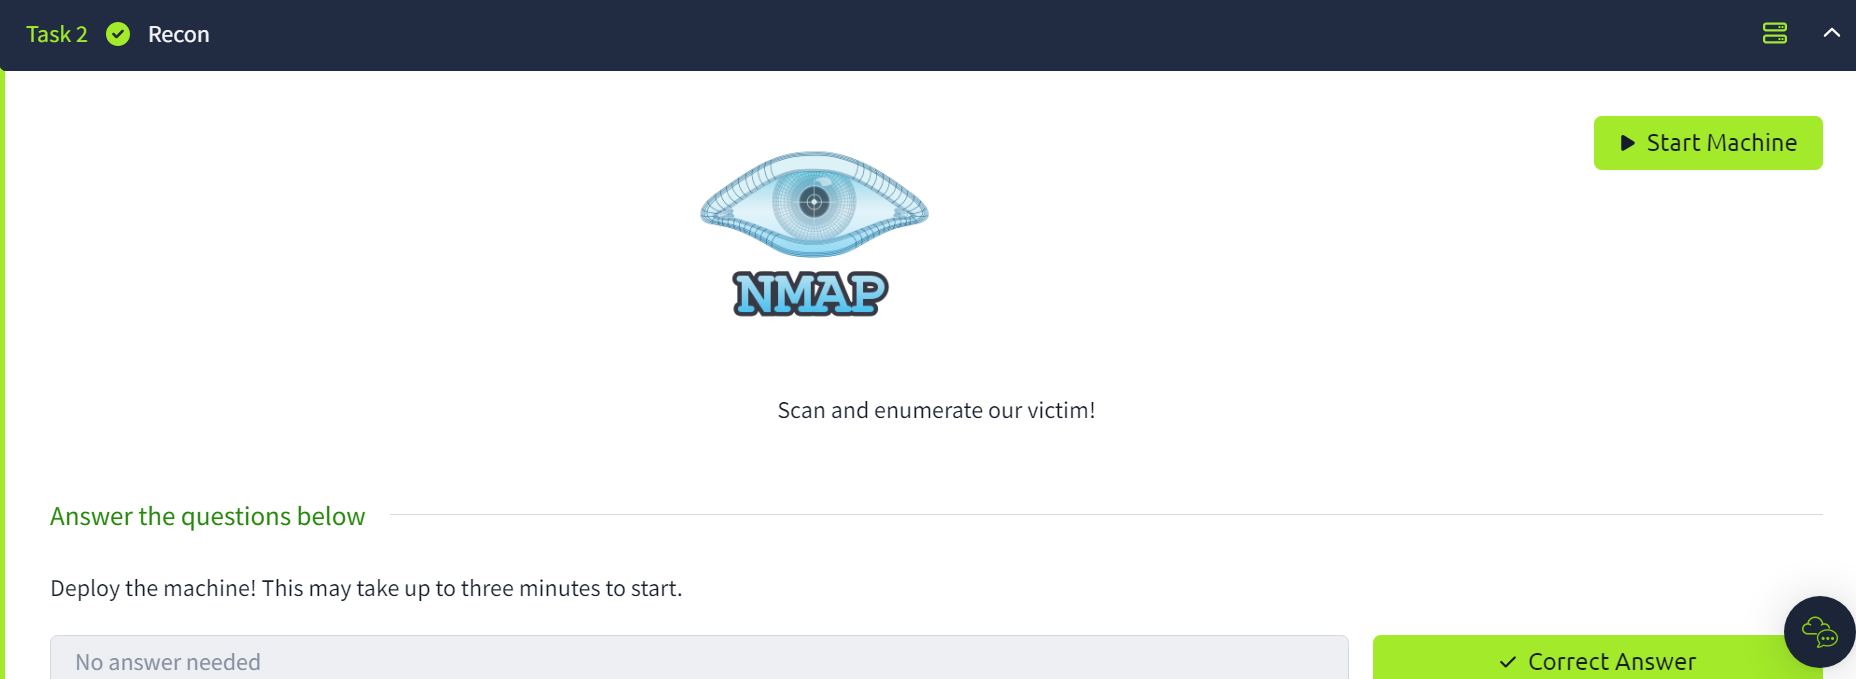 Task 2 Recon
Start Machine
NMAP
Scan and enumerate our victim!
Answer the questions below
Deploy the machine! This may take up to three minutes to start.
No answer needed
Correct Answer